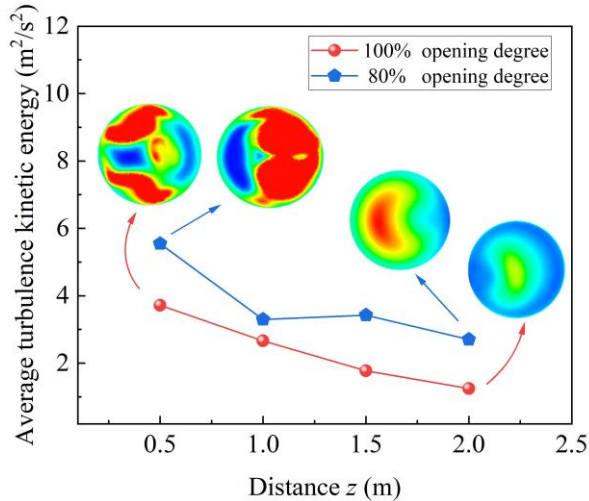 Average turbulence kinetic energy (m²/s²)
12
10
8
6
4
2
100% opening degree
80% opening degree
0.5 1.0 1.5 2.0 2.5
Distance z (m)